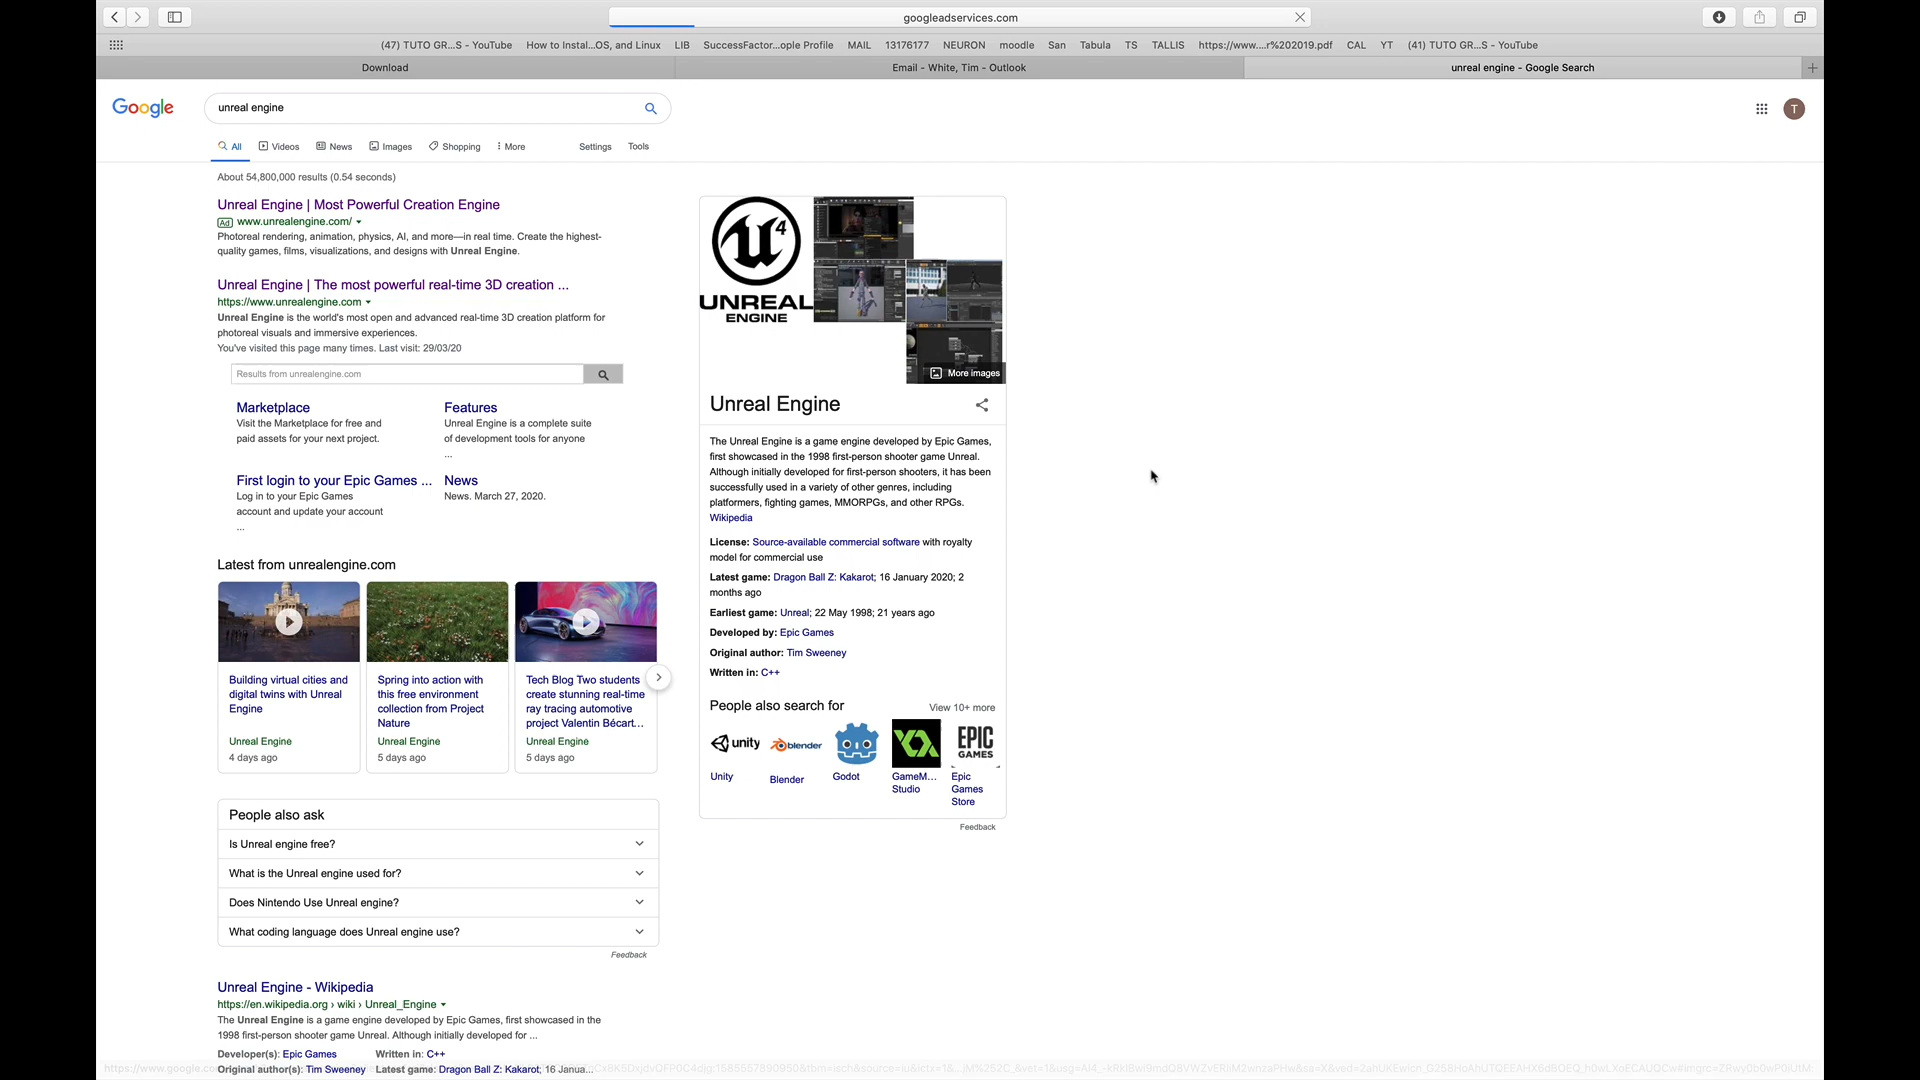 googleadservices.com
(47) TUTO GR...S - YouTube How to Instal...OS, and Linux LIB SuccessFactor...ople Profile MAIL 13176177 NEURON moodle San Tabula TS TALLIS https://www....r%202019.pdf CAL YT (41) TUTO GR...S - YouTube
Download Email - White, Tim - Outlook unreal engine - Google Search
Google unreal engine T
All Videos News Images Shopping More Settings Tools
About 54,800,000 results (0.54 seconds)
Unreal Engine | Most Powerful Creation Engine
Ad www.unrealengine.com/
Photoreal rendering, animation, physics, AI, and more—in real time. Create the highest-
quality games, films, visualizations, and designs with Unreal Engine.
Unreal Engine | The most powerful real-time 3D creation ...
https://www.unrealengine.com
Unreal Engine is the world's most open and advanced real-time 3D creation platform for
photoreal visuals and immersive experiences.
You've visited this page many times. Last visit: 29/03/20
Results from unrealengine.com
Marketplace
Visit the Marketplace for free and
paid assets for your next project.
Features
Unreal Engine is a complete suite
of development tools for anyone
...
First login to your Epic Games ...
Log in to your Epic Games
account and update your account
...
News
News. March 27, 2020.
Latest from unrealengine.com
Building virtual cities and
digital twins with Unreal
Engine
Unreal Engine
4 days ago
Spring into action with
this free environment
collection from Project
Nature
Unreal Engine
5 days ago
Tech Blog Two students
create stunning real-time
ray tracing automotive
project Valentin Bécart...
Unreal Engine
5 days ago
People also ask
Is Unreal engine free?
What is the Unreal engine used for?
Does Nintendo Use Unreal engine?
What coding language does Unreal engine use?
Feedback
Unreal Engine - Wikipedia
https://en.wikipedia.org › wiki › Unreal_Engine
The Unreal Engine is a game engine developed by Epic Games, first showcased in the
1998 first-person shooter game Unreal. Although initially developed for ...
Developer(s): Epic Games Written in: C++
Original author(s): Tim Sweeney Latest game: Dragon Ball Z: Kakarot, 16 Janua...
4
UNREAL
ENGINE
More images
Unreal Engine
The Unreal Engine is a game engine developed by Epic Games,
first showcased in the 1998 first-person shooter game Unreal.
Although initially developed for first-person shooters, it has been
successfully used in a variety of other genres, including
platformers, fighting games, MMORPGs, and other RPGs.
Wikipedia
License: Source-available commercial software with royalty
model for commercial use
Latest game: Dragon Ball Z: Kakarot; 16 January 2020; 2
months ago
Earliest game: Unreal; 22 May 1998; 21 years ago
Developed by: Epic Games
Original author: Tim Sweeney
Written in: C++
People also search for View 10+ more
unity blender EPIC
GAMES
Unity Blender Godot GameM...
Studio
Epic
Games
Store
Feedback